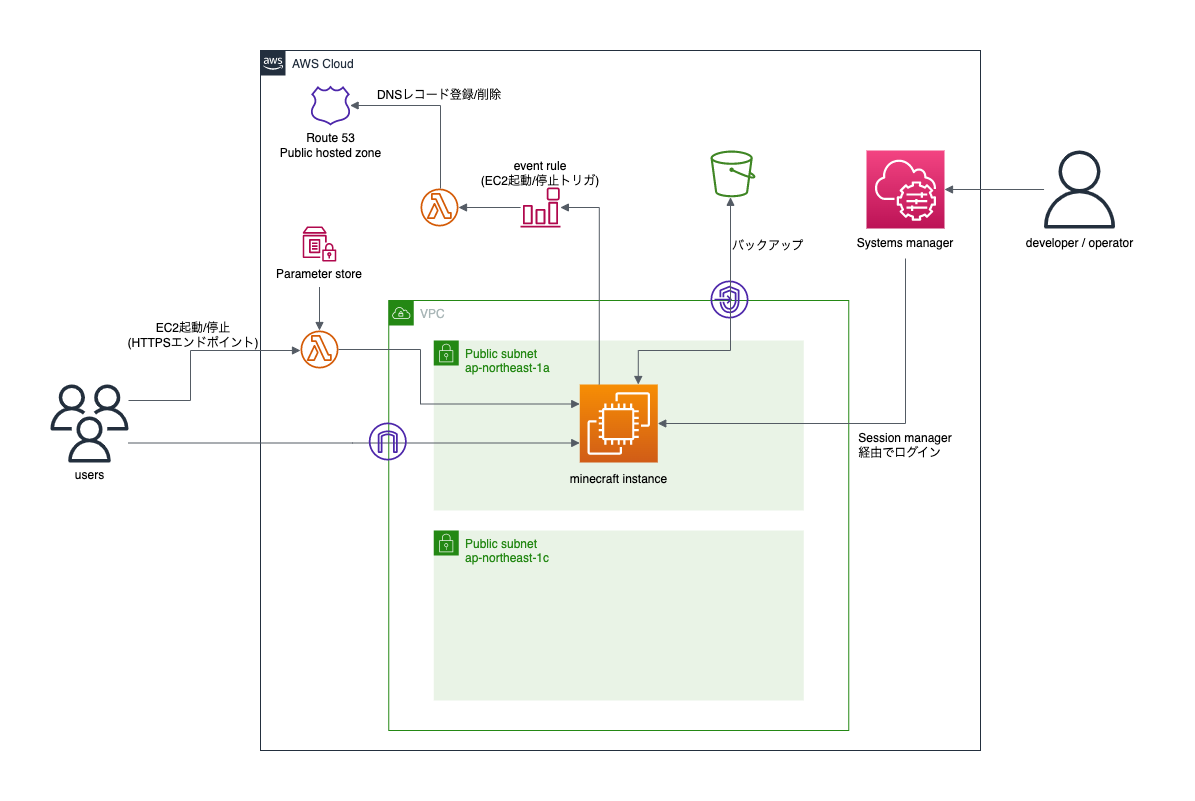 aws
AWS Cloud
DNSレコード登録/削除
Route 53
Public hosted zone
event rule
(EC2起動/停止トリガ)
バックアップ
Systems manager
developer / operator
Parameter store
EC2起動/停止
(HTTPSエンドポイント)
VPC
Public subnet
ap-northeast-1a
users
minecraft instance
Session manager
経由でログイン
Public subnet
ap-northeast-1c